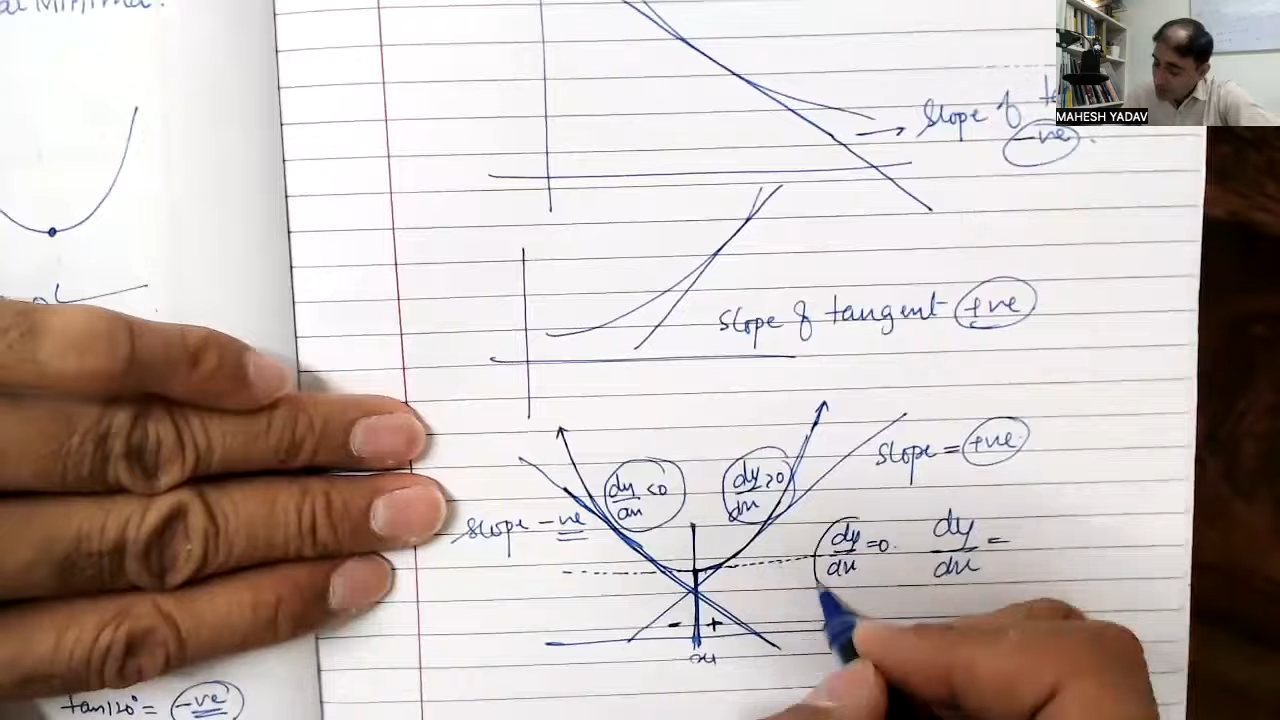 Minima.
MAHESH YADAV
Slope of
-ve.
Slope of tangent +ve
slope = +ve
dy/dx <0
dy/dx >0
slope -ve
dy/dx =0. dy/dx =
- +
x
tan120° = -ve